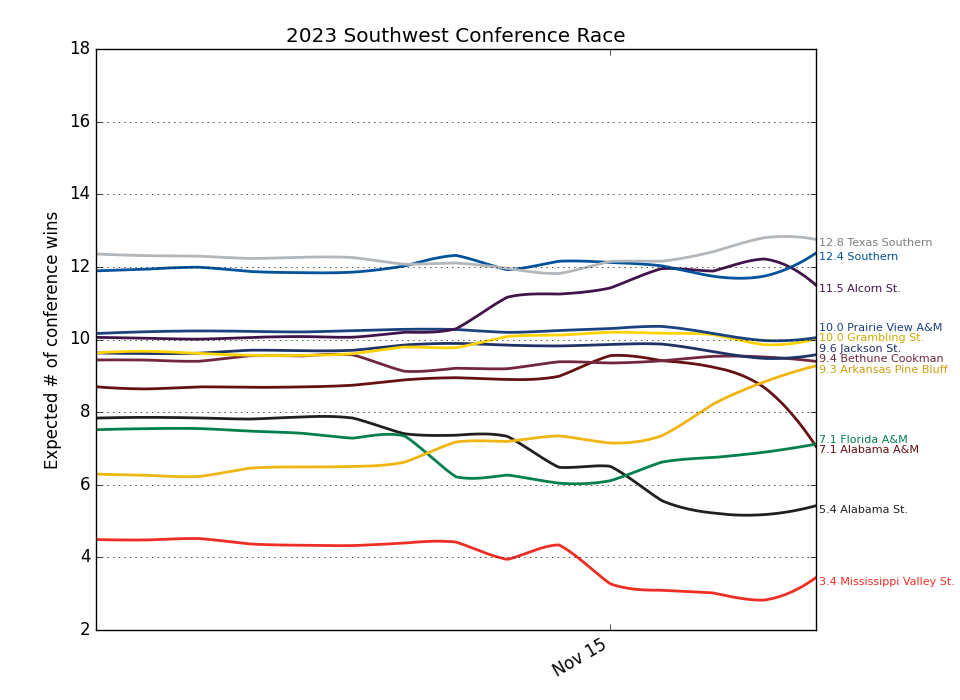 2023 Southwest Conference Race
Expected # of conference wins
18
16
14
12
10
8
6
4
2
Nov 15
12.8 Texas Southern
12.4 Southern
11.5 Alcorn St.
10.0 Prairie View A&M
10.0 Grambling St.
9.6 Jackson St.
9.4 Bethune Cookman
9.3 Arkansas Pine Bluff
7.1 Florida A&M
7.1 Alabama A&M
5.4 Alabama St.
3.4 Mississippi Valley St.